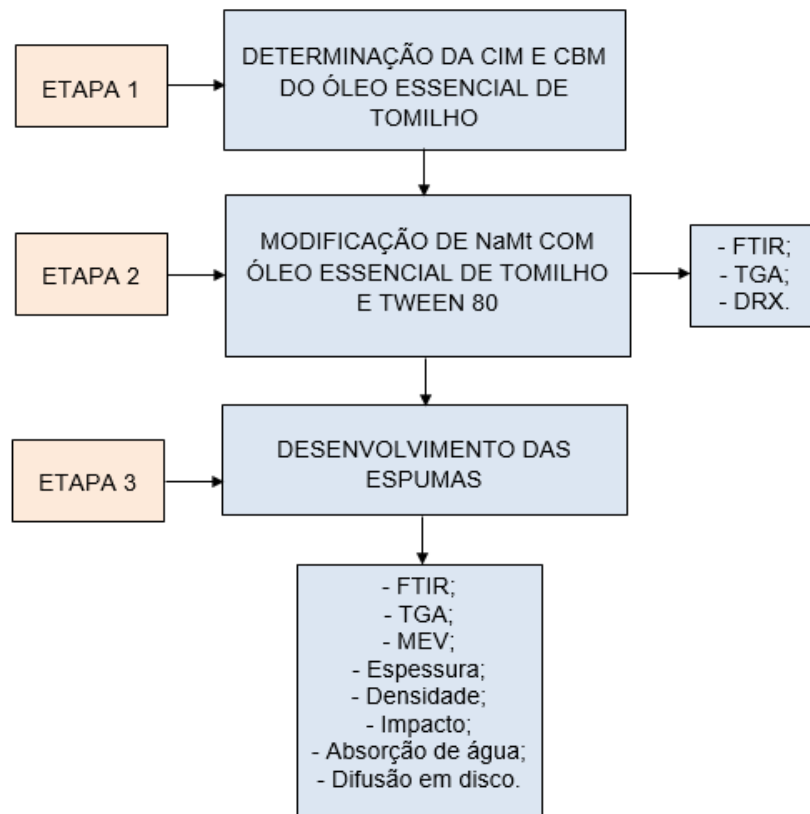 ETAPA 1
DETERMINAÇÃO DA CIM E CBM
DO ÓLEO ESSENCIAL DE
TOMILHO
ETAPA 2
MODIFICAÇÃO DE NaMt COM
ÓLEO ESSENCIAL DE TOMILHO
E TWEEN 80
- FTIR;
- TGA;
- DRX.
ETAPA 3
DESENVOLVIMENTO DAS
ESPUMAS
- FTIR;
- TGA;
- MEV;
- Espessura;
- Densidade;
- Impacto;
- Absorção de água;
- Difusão em disco.